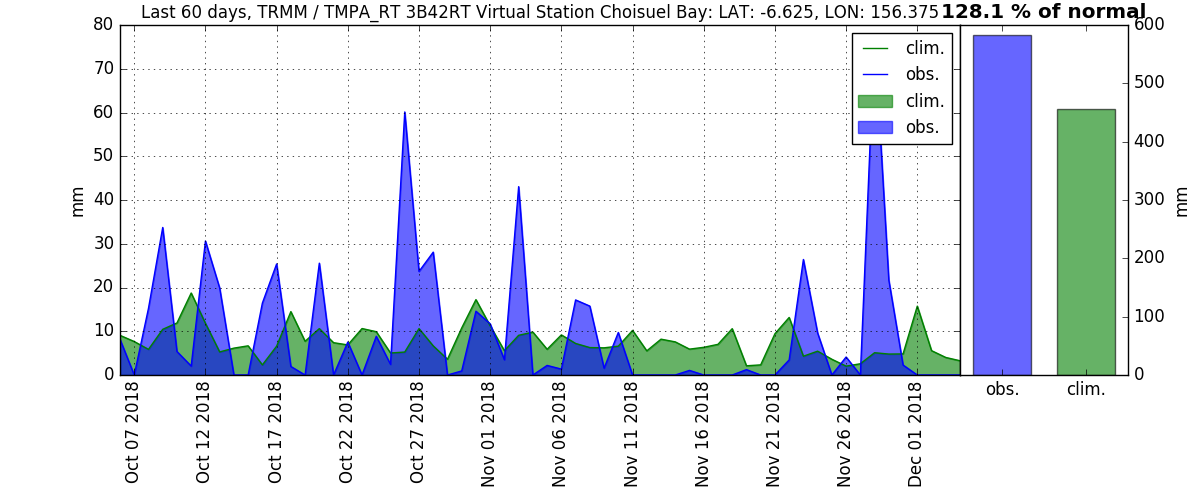 Last 60 days, TRMM / TMPA_RT 3B42RT Virtual Station Choisuel Bay: LAT: -6.625, LON: 156.375
128.1 % of normal
80
70
60
50
40
30
20
10
0
mm
clim.
obs.
clim.
obs.
Oct 07 2018
Oct 12 2018
Oct 17 2018
Oct 22 2018
Oct 27 2018
Nov 01 2018
Nov 06 2018
Nov 11 2018
Nov 16 2018
Nov 21 2018
Nov 26 2018
Dec 01 2018
600
500
400
300
200
100
0
mm
obs.
clim.